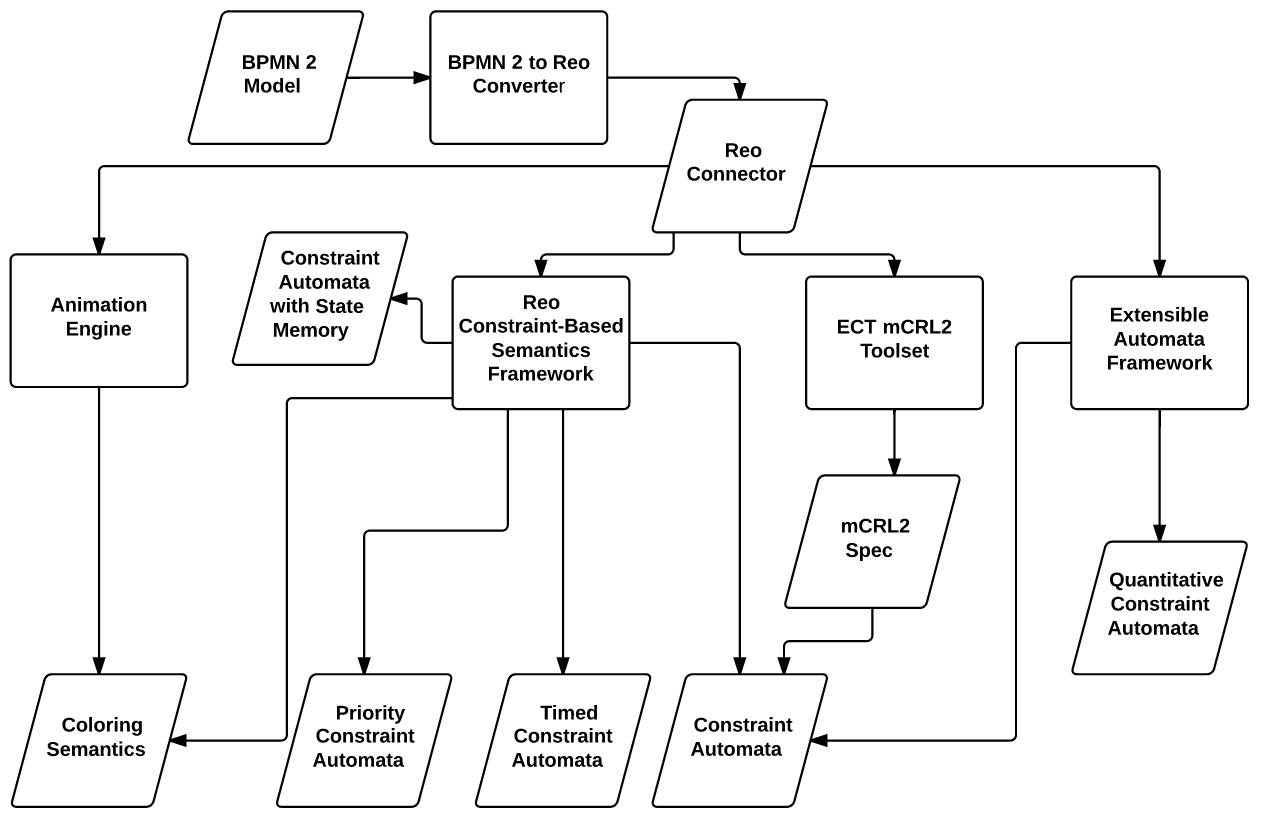 BPMN 2
Model
BPMN 2 to Reo
Converter
Reo
Connector
Animation
Engine
Constraint
Automata
with State
Memory
Reo
Constraint-Based
Semantics
Framework
ECT mCRL2
Toolset
Extensible
Automata
Framework
mCRL2
Spec
Quantitative
Constraint
Automata
Coloring
Semantics
Priority
Constraint
Automata
Timed
Constraint
Automata
Constraint
Automata